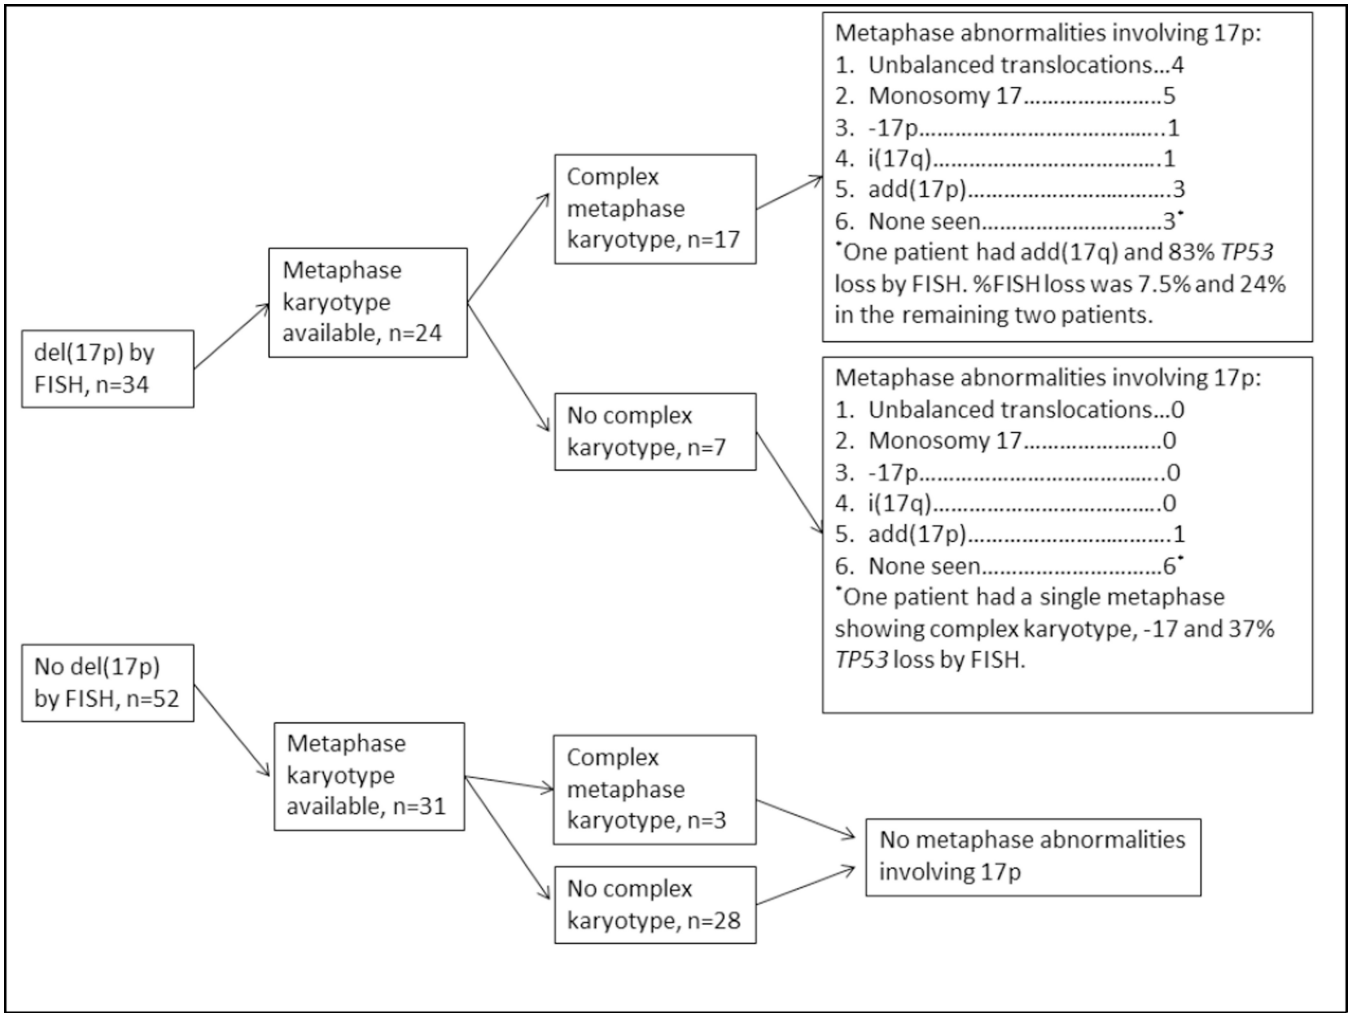 del(17p) by
FISH, n=34
Metaphase
karyotype
available, n=24
Complex
metaphase
karyotype, n=17
No complex
karyotype, n=7
Metaphase abnormalities involving 17p:
1. Unbalanced translocations...4
2. Monosomy 17........................5
3. -17p...........................................1
4. i(17q).......................................1
5. add(17p)...................................3
6. None seen...............................3*
*One patient had add(17q) and 83% TP53
loss by FISH. %FISH loss was 7.5% and 24%
in the remaining two patients.
Metaphase abnormalities involving 17p:
1. Unbalanced translocations...0
2. Monosomy 17........................0
3. -17p...........................................0
4. i(17q).......................................0
5. add(17p)...................................1
6. None seen...............................6*
*One patient had a single metaphase
showing complex karyotype, -17 and 37%
TP53 loss by FISH.
No del(17p)
by FISH, n=52
Metaphase
karyotype
available, n=31
Complex
metaphase
karyotype, n=3
No complex
karyotype, n=28
No metaphase abnormalities
involving 17p